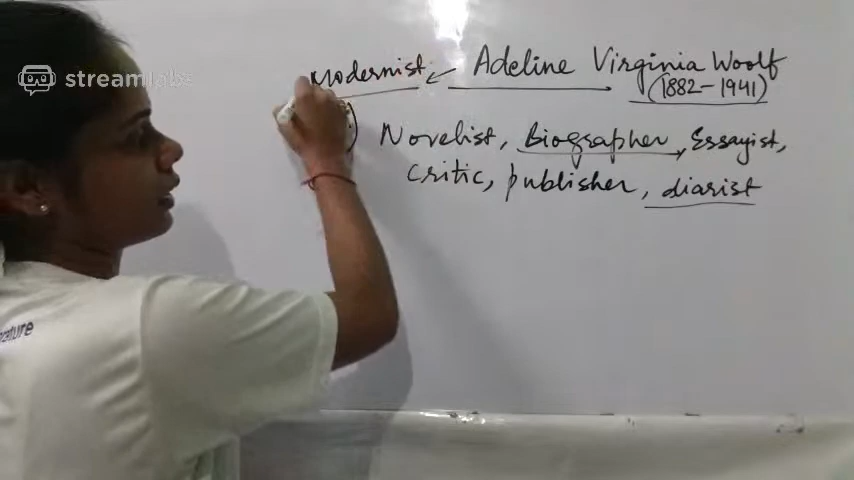 streamlabs
Modernist Adeline Virginia Woolf
(1882-1941)
Novelist, Biographer, Essayist,
critic, publisher, diarist